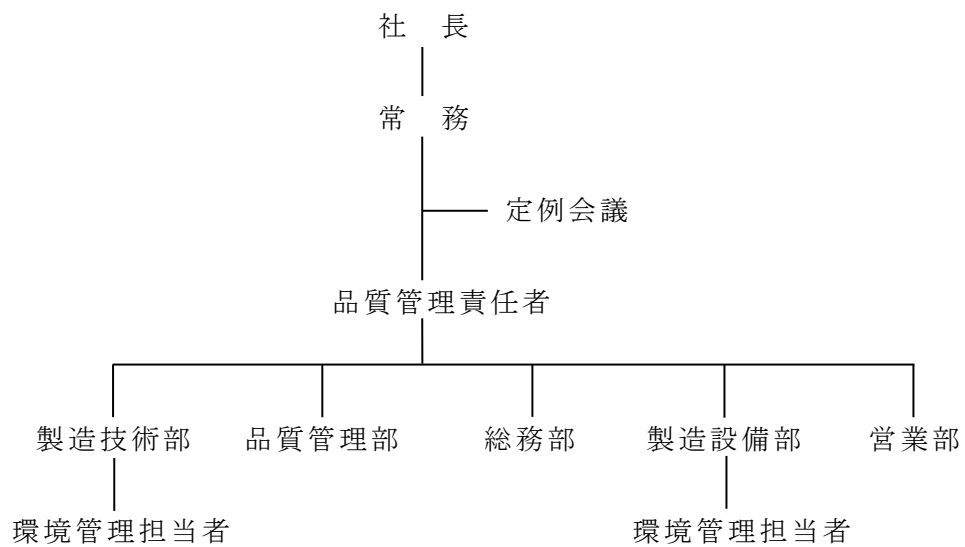 社　長
常　務
定例会議
品質管理責任者
製造技術部　品質管理部　総務部　製造設備部　営業部
環境管理担当者　環境管理担当者